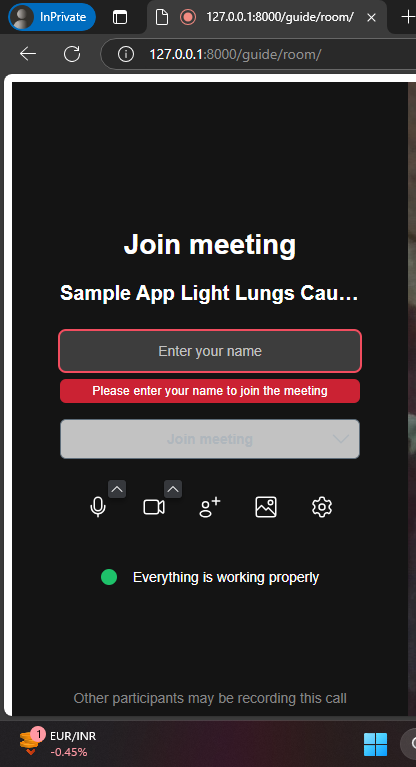 InPrivate
127.0.0.1:8000/guide/room/
127.0.0.1:8000/guide/room/
Join meeting
Sample App Light Lungs Cau...
Enter your name
Please enter your name to join the meeting
Join meeting
Everything is working properly
Other participants may be recording this call
1
EUR/INR
-0.45%